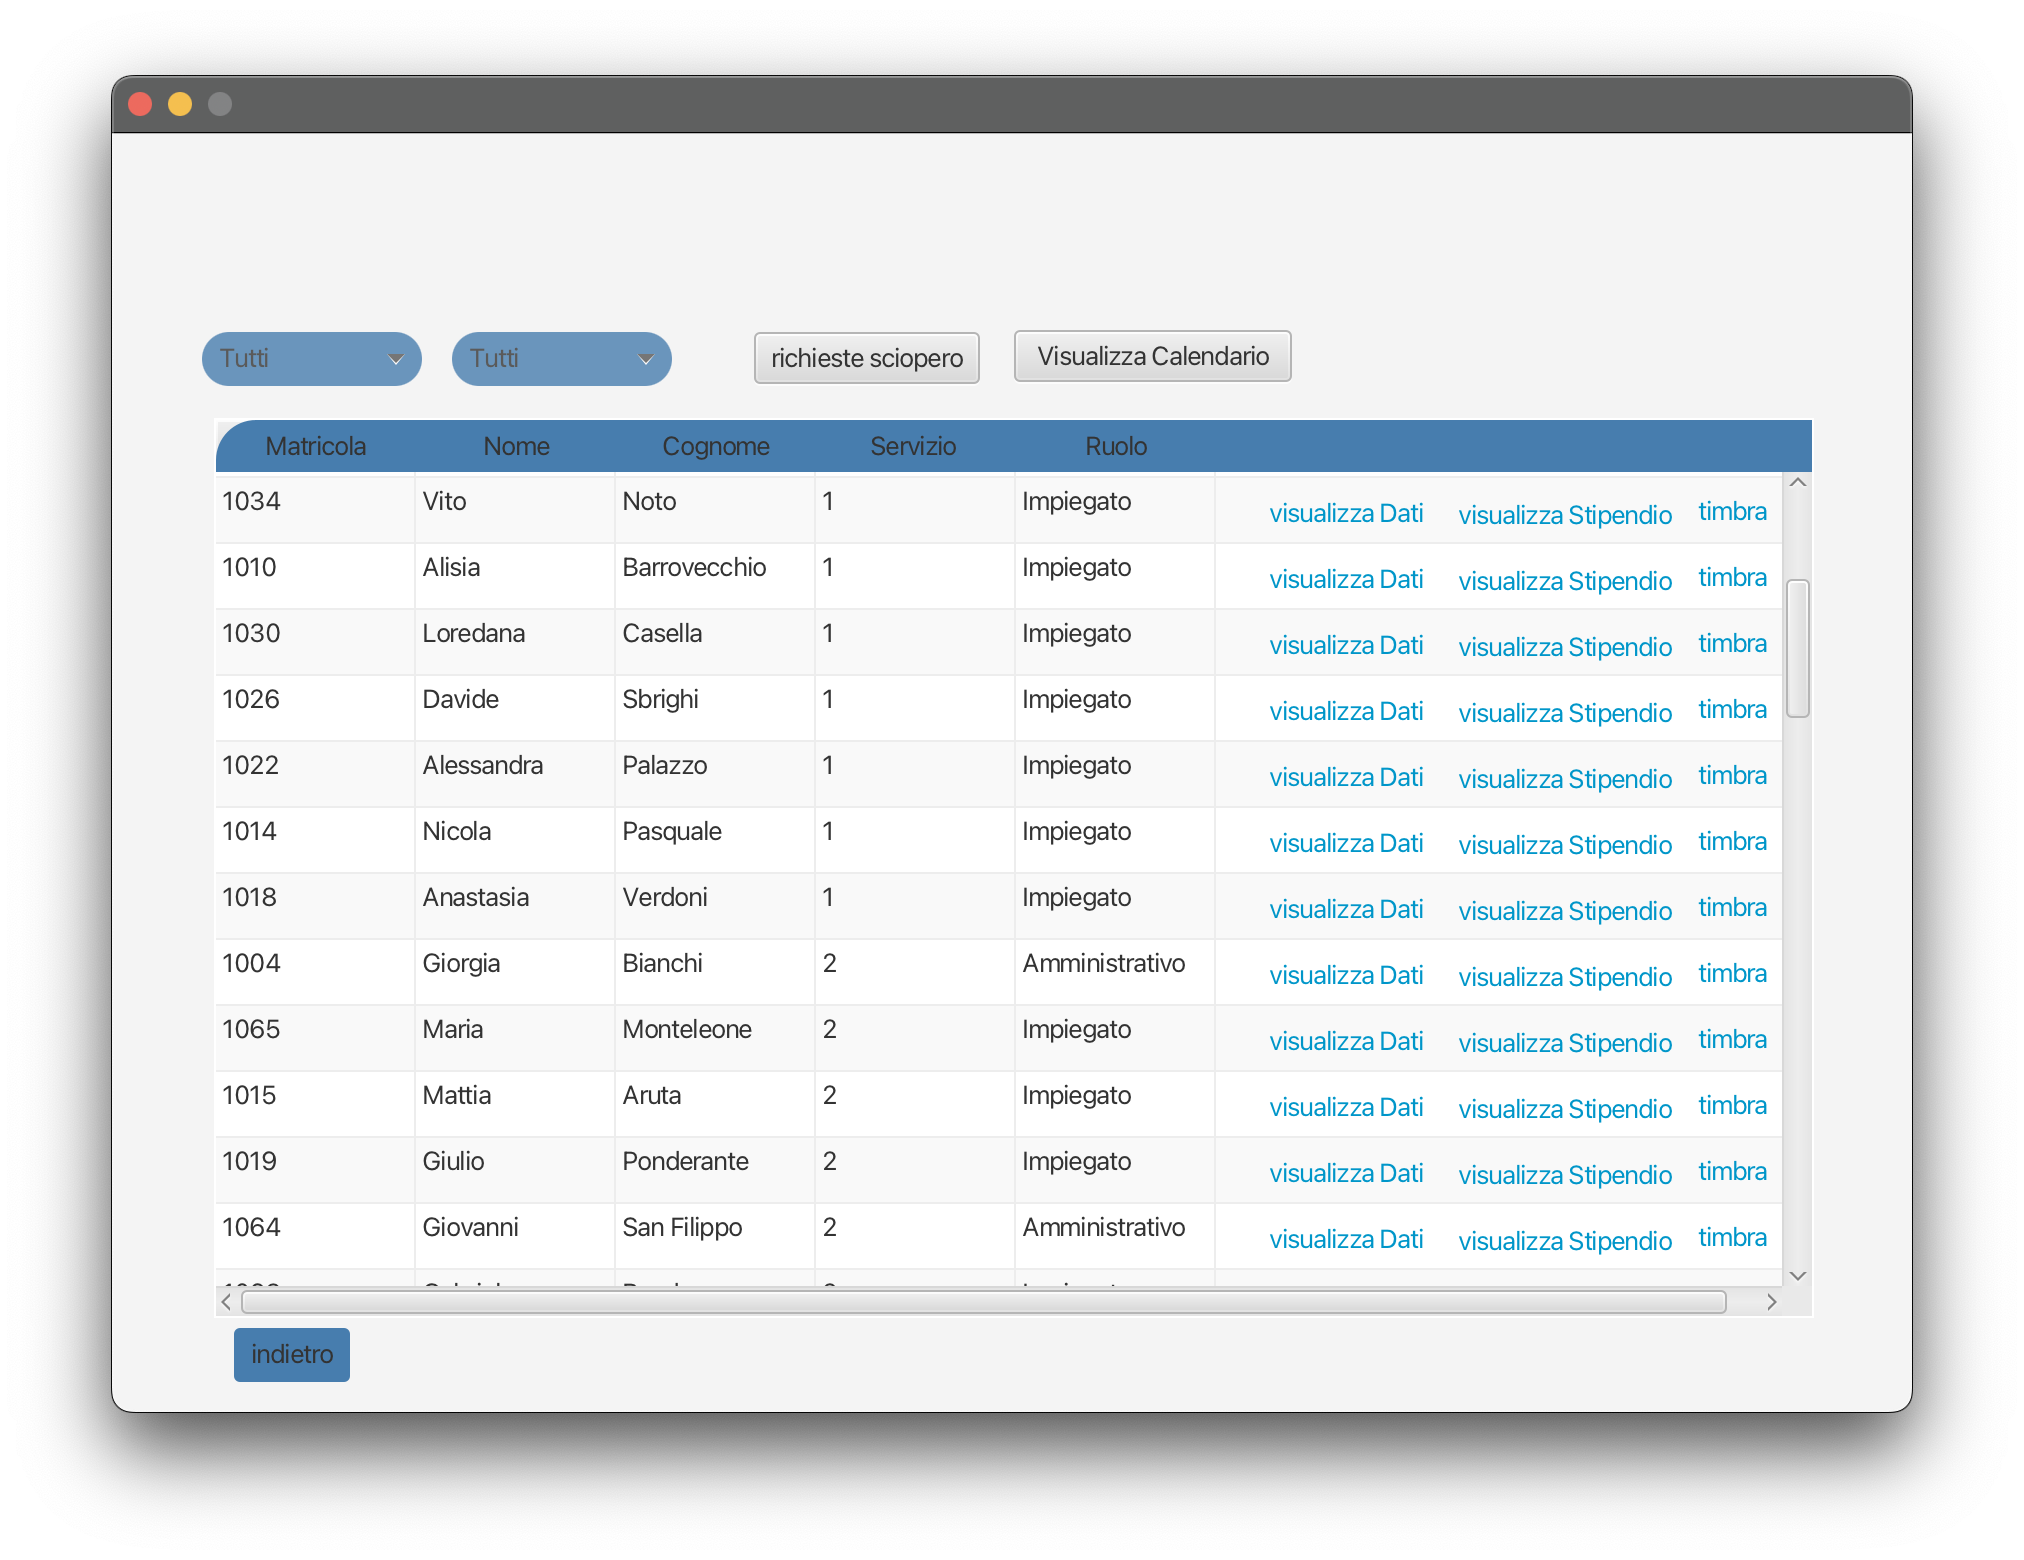 Tutti Tutti richieste sciopero Visualizza Calendario
Matricola Nome Cognome Servizio Ruolo
1034 Vito Noto 1 Impiegato visualizza Dati visualizza Stipendio timbra
1010 Alisia Barrovecchio 1 Impiegato visualizza Dati visualizza Stipendio timbra
1030 Loredana Casella 1 Impiegato visualizza Dati visualizza Stipendio timbra
1026 Davide Sbrighi 1 Impiegato visualizza Dati visualizza Stipendio timbra
1022 Alessandra Palazzo 1 Impiegato visualizza Dati visualizza Stipendio timbra
1014 Nicola Pasquale 1 Impiegato visualizza Dati visualizza Stipendio timbra
1018 Anastasia Verdoni 1 Impiegato visualizza Dati visualizza Stipendio timbra
1004 Giorgia Bianchi 2 Amministrativo visualizza Dati visualizza Stipendio timbra
1065 Maria Monteleone 2 Impiegato visualizza Dati visualizza Stipendio timbra
1015 Mattia Aruta 2 Impiegato visualizza Dati visualizza Stipendio timbra
1019 Giulio Ponderante 2 Impiegato visualizza Dati visualizza Stipendio timbra
1064 Giovanni San Filippo 2 Amministrativo visualizza Dati visualizza Stipendio timbra
indietro